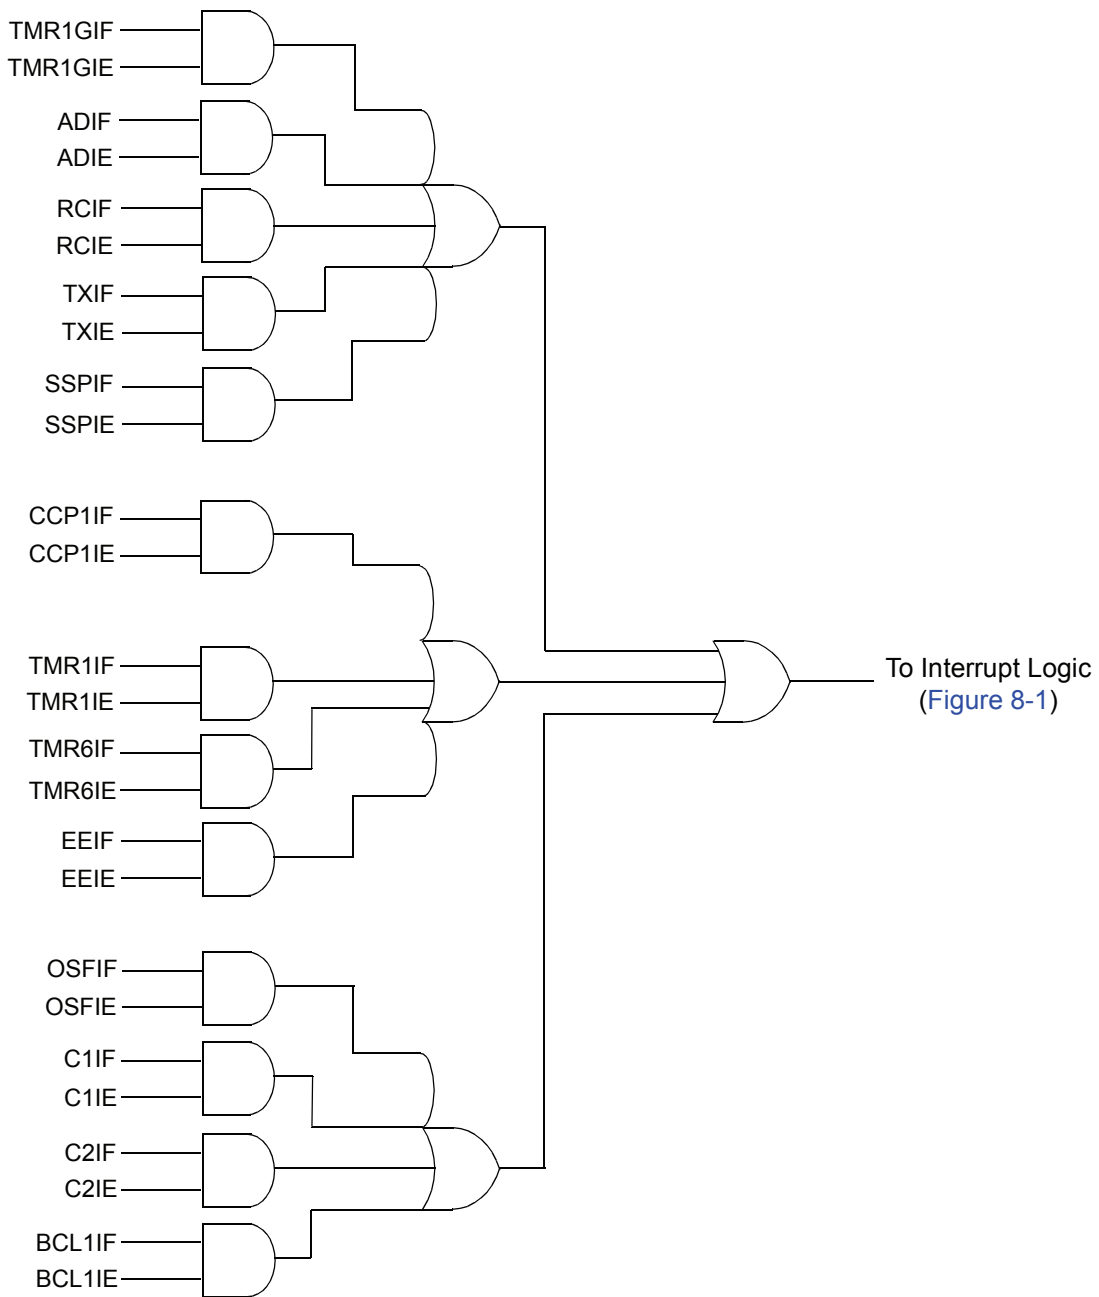 TMR1GIF
TMR1GIE
ADIF
ADIE
RCIF
RCIE
TXIF
TXIE
SSPIF
SSPIE
CCP1IF
CCP1IE
TMR1IF
TMR1IE
TMR6IF
TMR6IE
EEIF
EEIE
To Interrupt Logic
(Figure 8-1)
OSFIF
OSFIE
C1IF
C1IE
C2IF
C2IE
BCL1IF
BCL1IE